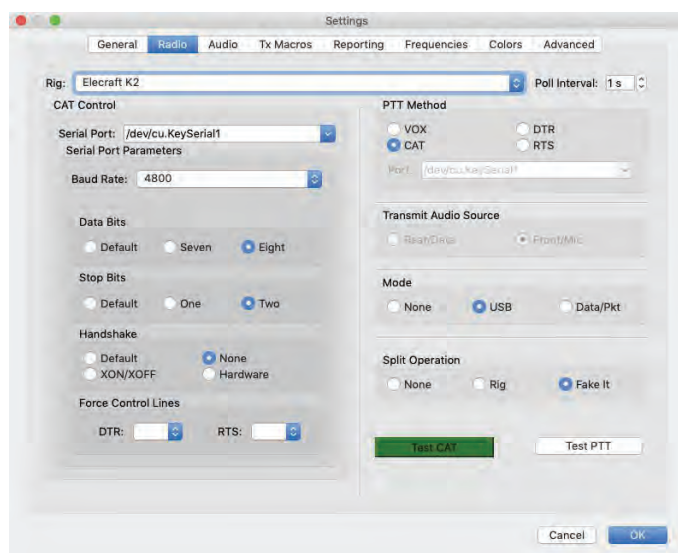 Settings
General Radio Audio Tx Macros Reporting Frequencies Colors Advanced
Rig: Elecraft K2 Poll Interval: 1 s
CAT Control
Serial Port: /dev/cu.KeySerial1
Serial Port Parameters
Baud Rate: 4800
Data Bits
Default Seven Eight
Stop Bits
Default One Two
Handshake
Default None
XON/XOFF Hardware
Force Control Lines
DTR: RTS:
PTT Method
VOX DTR
CAT RTS
Port: /dev/cu.KeySerial1
Transmit Audio Source
Rear/Data Front/Mic
Mode
None USB Data/Pkt
Split Operation
None Rig Fake It
Test CAT Test PTT
Cancel OK